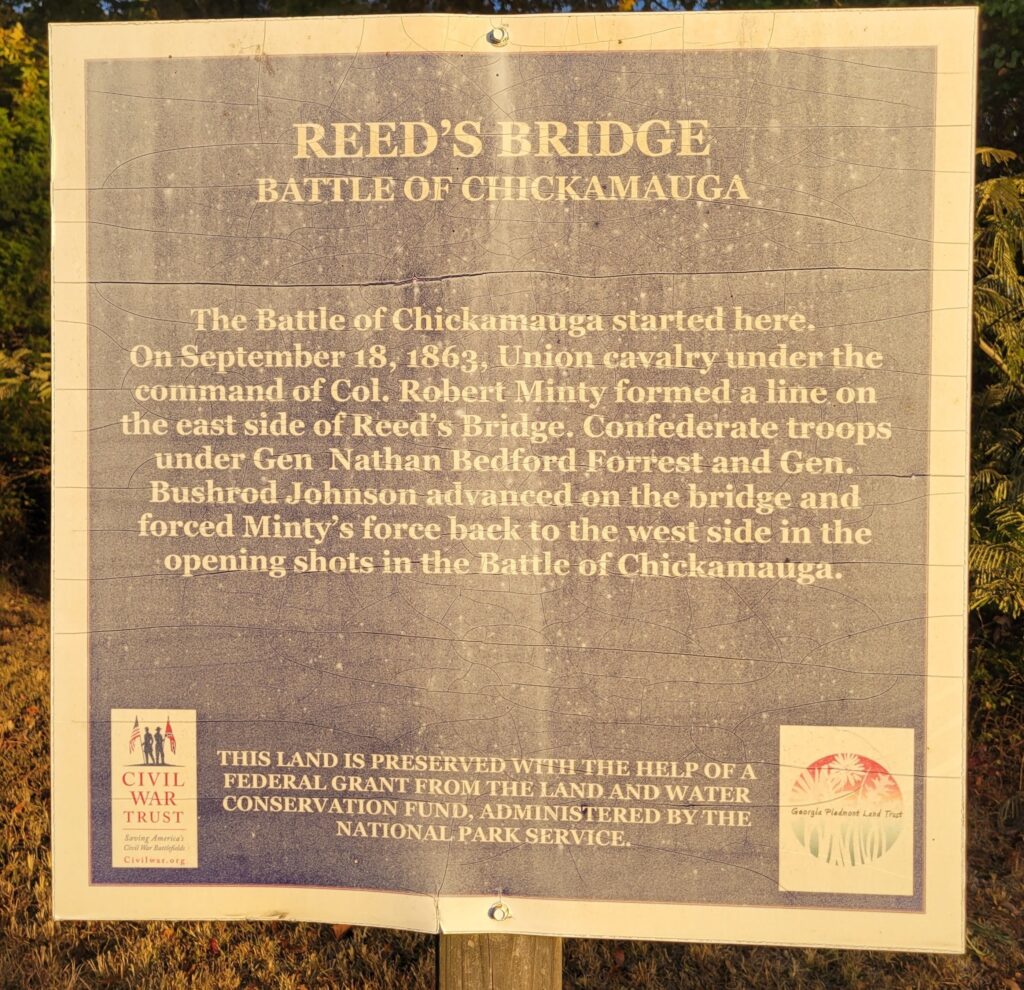 REED'S BRIDGE
BATTLE OF CHICKAMAUGA
The Battle of Chickamauga started here.
On September 18, 1863, Union cavalry under the
command of Col. Robert Minty formed a line on
the east side of Reed's Bridge. Confederate troops
under Gen Nathan Bedford Forrest and Gen.
Bushrod Johnson advanced on the bridge and
forced Minty's force back to the west side in the
opening shots in the Battle of Chickamauga.
CIVIL
WAR
TRUST
Saving America's
Civil War Battlefields
Civilwar.org
THIS LAND IS PRESERVED WITH THE HELP OF A
FEDERAL GRANT FROM THE LAND AND WATER
CONSERVATION FUND, ADMINISTERED BY THE
NATIONAL PARK SERVICE.
Georgia Piedmont Land Trust